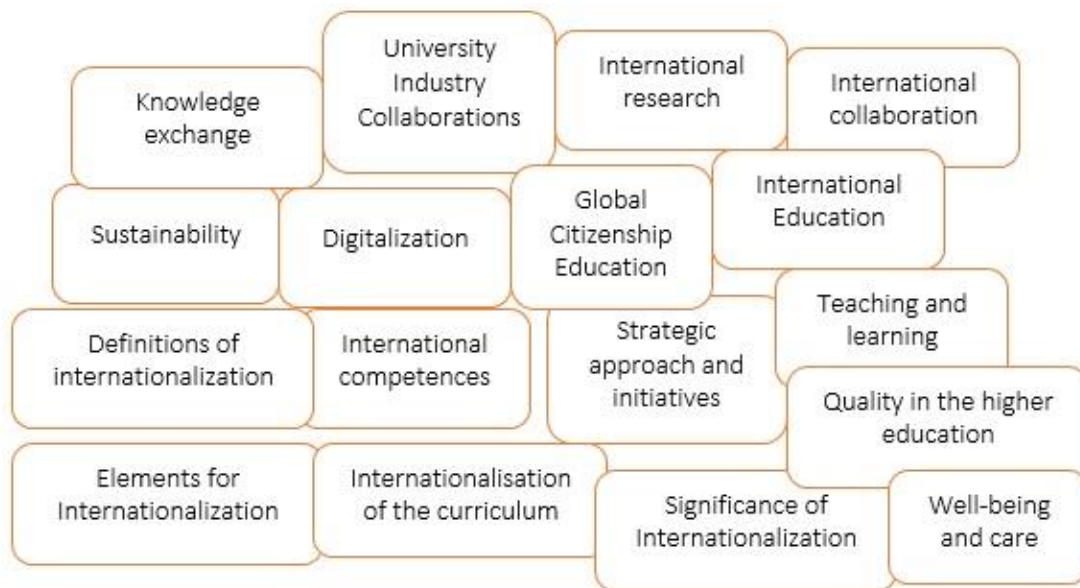 Knowledge
exchange
University
Industry
Collaborations
International
research
International
collaboration
Sustainability
Digitalization
Global
Citizenship
Education
International
Education
Definitions of
internationalization
International
competences
Strategic
approach and
initiatives
Teaching and
learning
Quality in the higher
education
Elements for
Internationalization
Internationalisation
of the curriculum
Significance of
Internationalization
Well-being
and care